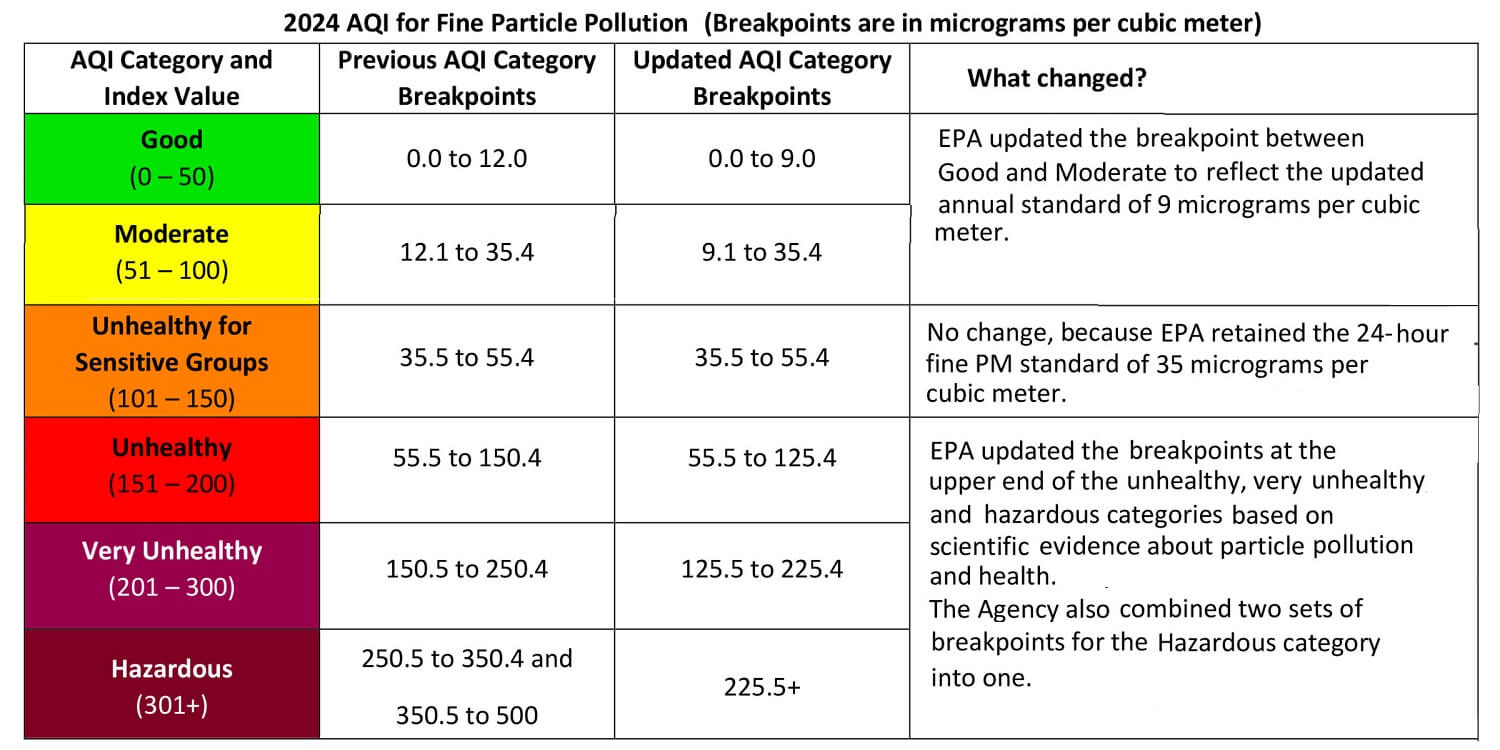 2024 AQI for Fine Particle Pollution (Breakpoints are in micrograms per cubic meter)
AQI Category and
Index Value
Previous AQI Category
Breakpoints
Updated AQI Category
Breakpoints
What changed?
Good
(0 – 50)
0.0 to 12.0
0.0 to 9.0
EPA updated the breakpoint between
Good and Moderate to reflect the updated
annual standard of 9 micrograms per cubic
meter.
Moderate
(51 – 100)
12.1 to 35.4
9.1 to 35.4
Unhealthy for
Sensitive Groups
(101 – 150)
35.5 to 55.4
35.5 to 55.4
No change, because EPA retained the 24-hour
fine PM standard of 35 micrograms per
cubic meter.
Unhealthy
(151 – 200)
55.5 to 150.4
55.5 to 125.4
EPA updated the breakpoints at the
upper end of the unhealthy, very unhealthy
and hazardous categories based on
scientific evidence about particle pollution
and health.
The Agency also combined two sets of
breakpoints for the Hazardous category
into one.
Very Unhealthy
(201 – 300)
150.5 to 250.4
125.5 to 225.4
Hazardous
(301+)
250.5 to 350.4 and
350.5 to 500
225.5+